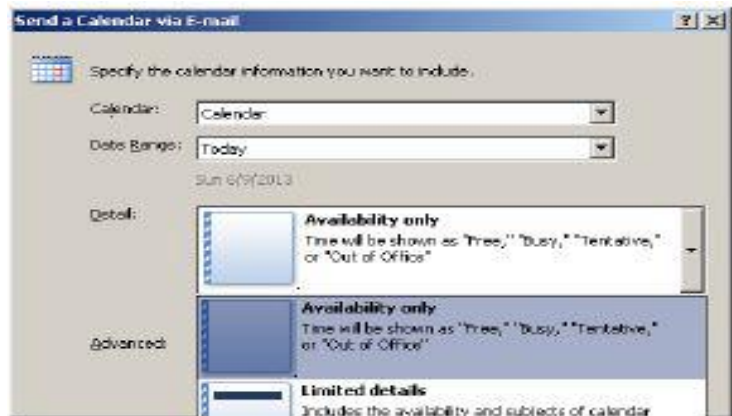 Send a Calendar via E-mail
Specify the calendar information you want to include.
Calendar: Calendar
Date Range: Today
Sun 6/9/2013
Detail: Availability only
Time will be shown as "Free," "Busy," "Tentative,"
or "Out of Office"
Availability only
Time will be shown as "Free," "Busy," "Tentative,"
Advanced: or "Out of Office"
Limited details
Includes the availability and subjects of calendar